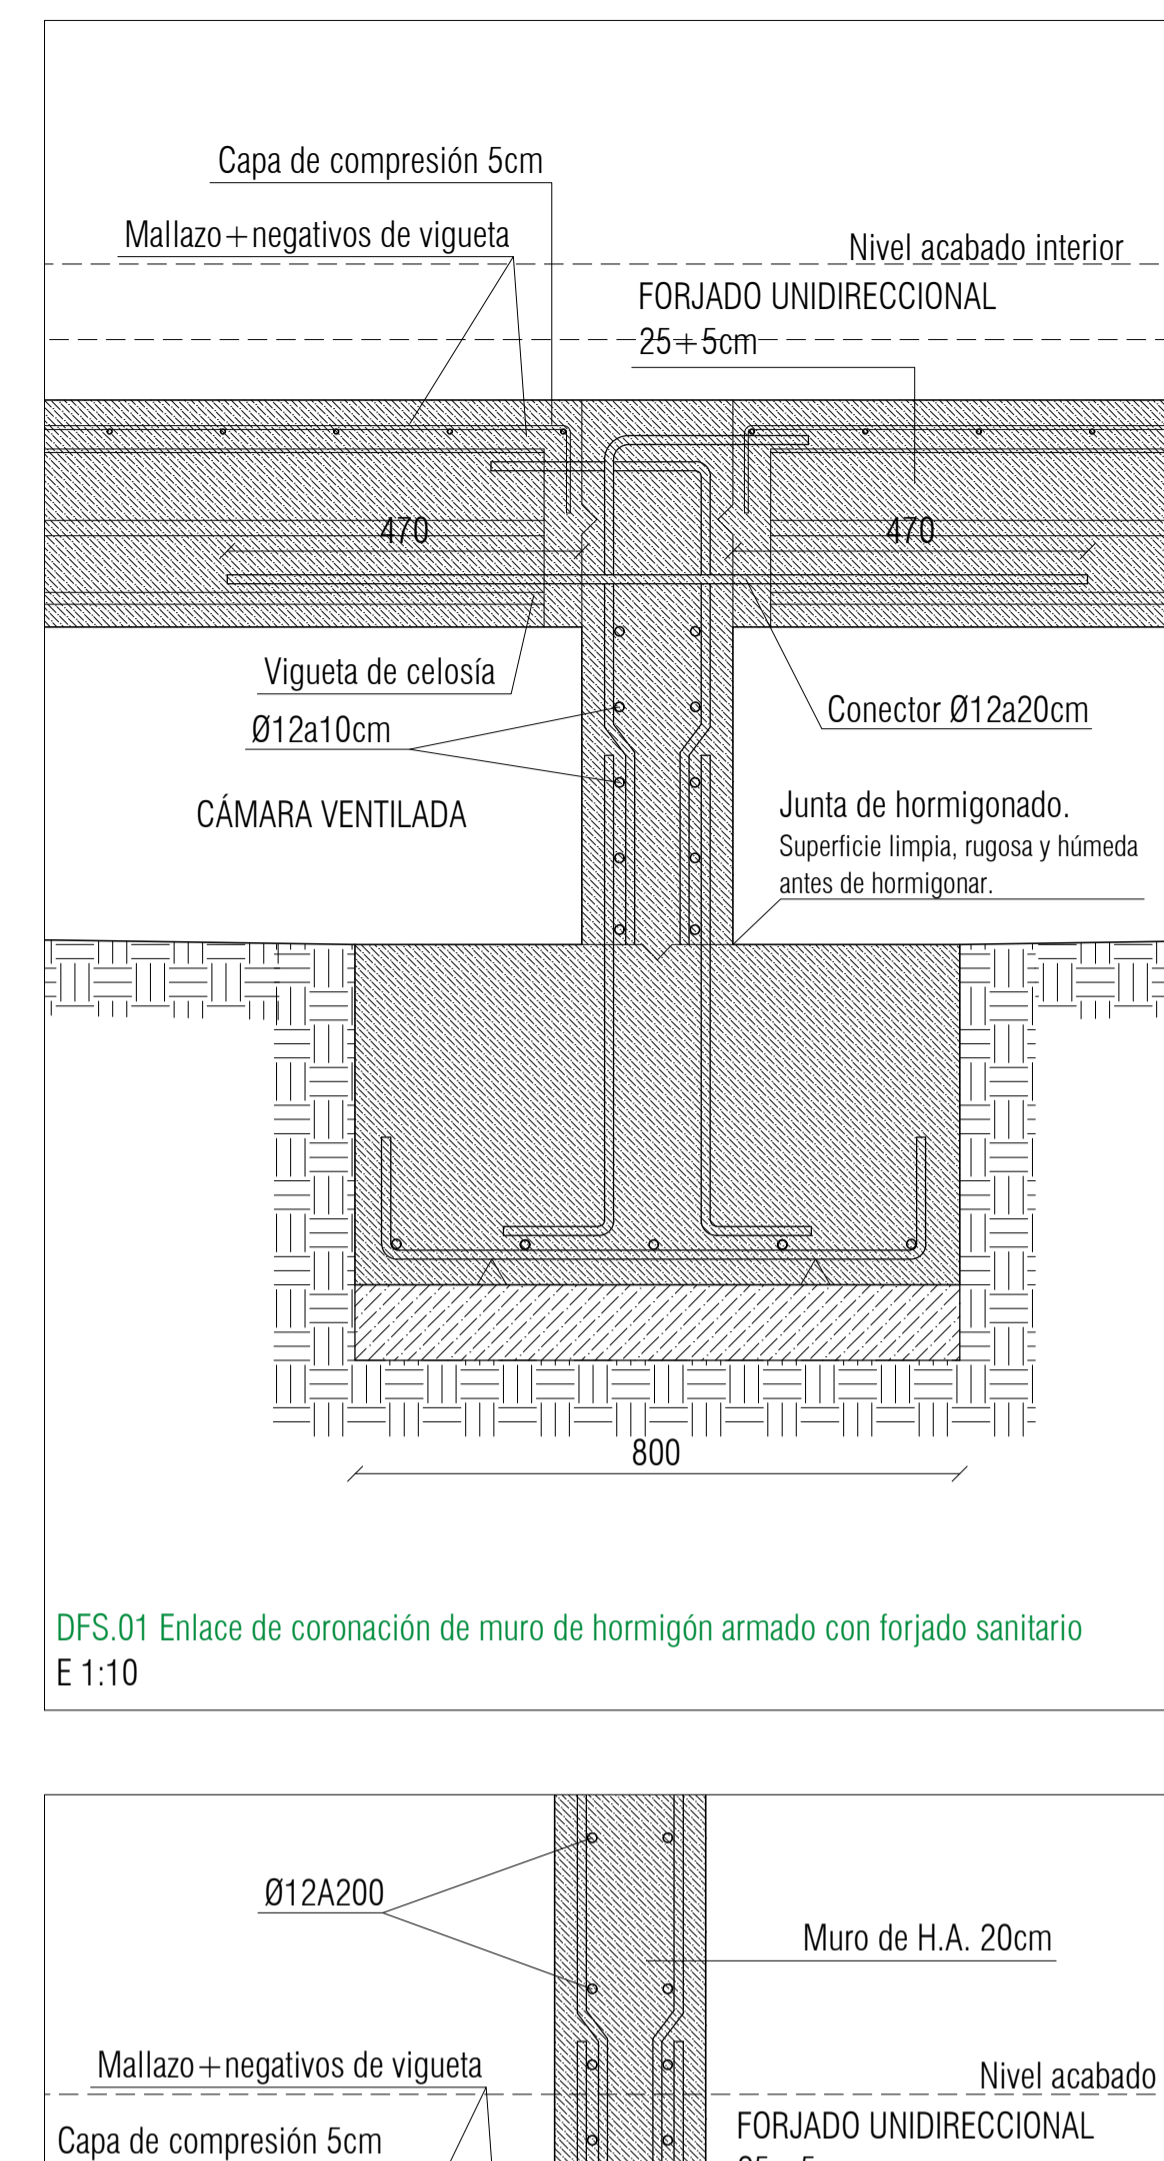 Capa de compresión 5cm
Mallazo+negativos de vigueta
Nivel acabado interior
FORJADO UNIDIRECCIONAL
25+5cm
470
470
Vigueta de celosía
Ø12a10cm
Conector Ø12a20cm
CÁMARA VENTILADA
Junta de hormigonado.
Superficie limpia, rugosa y húmeda
antes de hormigonar.
800
DFS.01 Enlace de coronación de muro de hormigón armado con forjado sanitario
E 1:10
Ø12A200
Muro de H.A. 20cm
Mallazo+negativos de vigueta
Nivel acabado
FORJADO UNIDIRECCIONAL
Capa de compresión 5cm